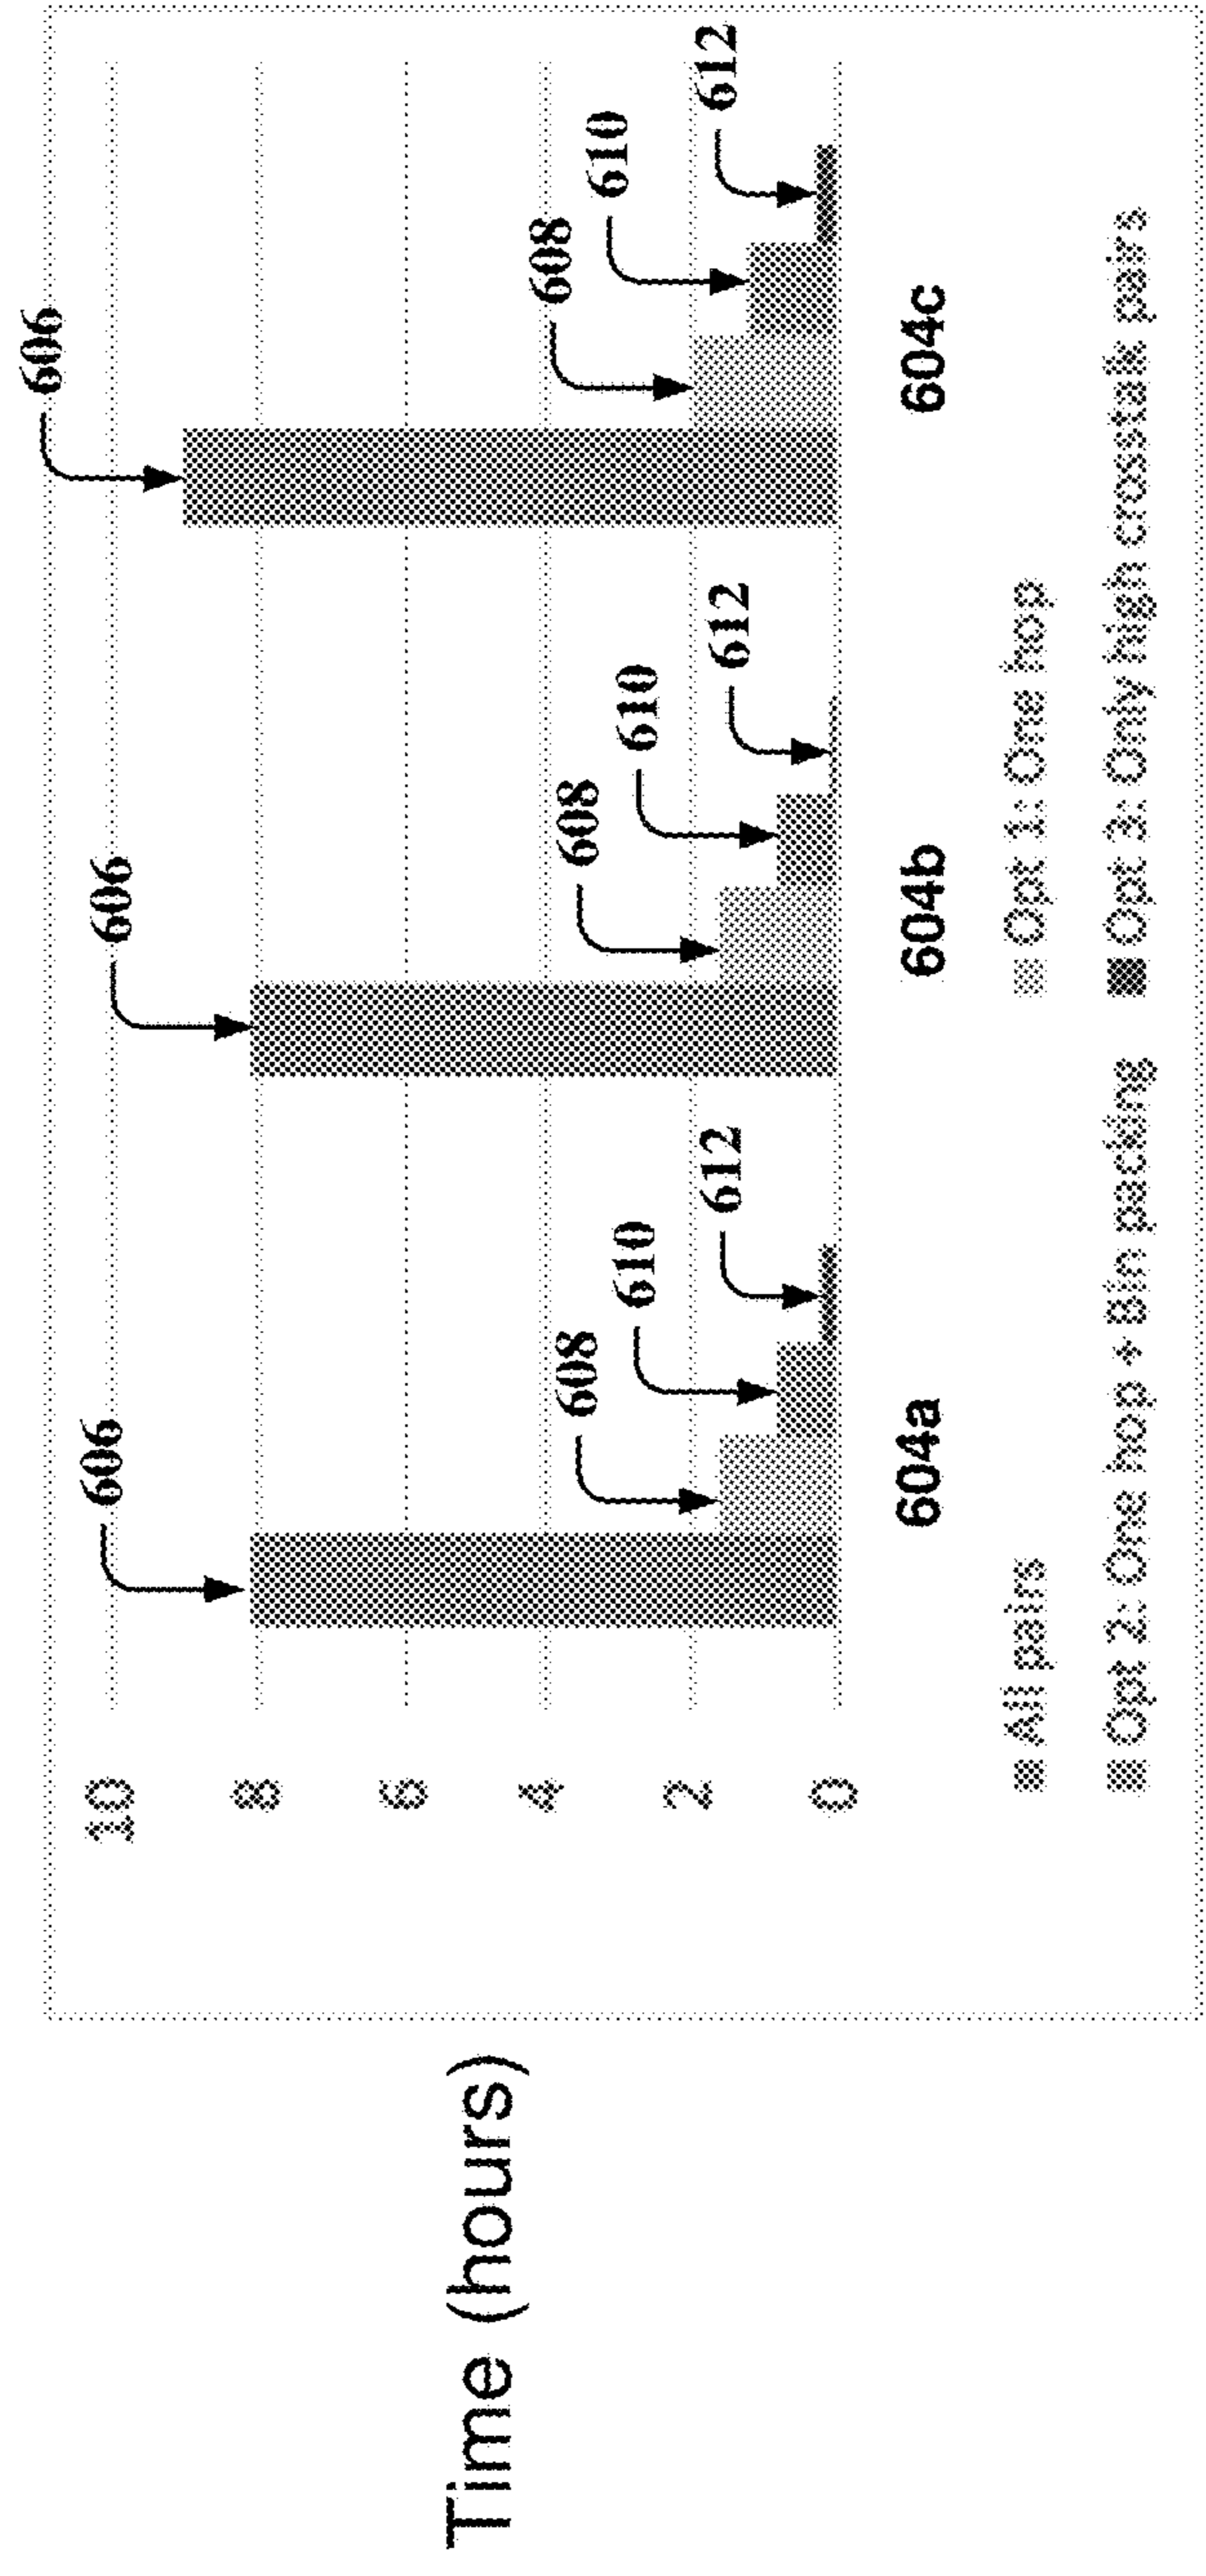 606
606
606
10
608
612
608
610
608
610
612
610
612
8
6
4
2
0
604a
604b
604c
All pairs
Opt 1: One hop
Opt 2: One hop + Bin packing
Opt 3: Only high crosstalk pairs
Time (hours)